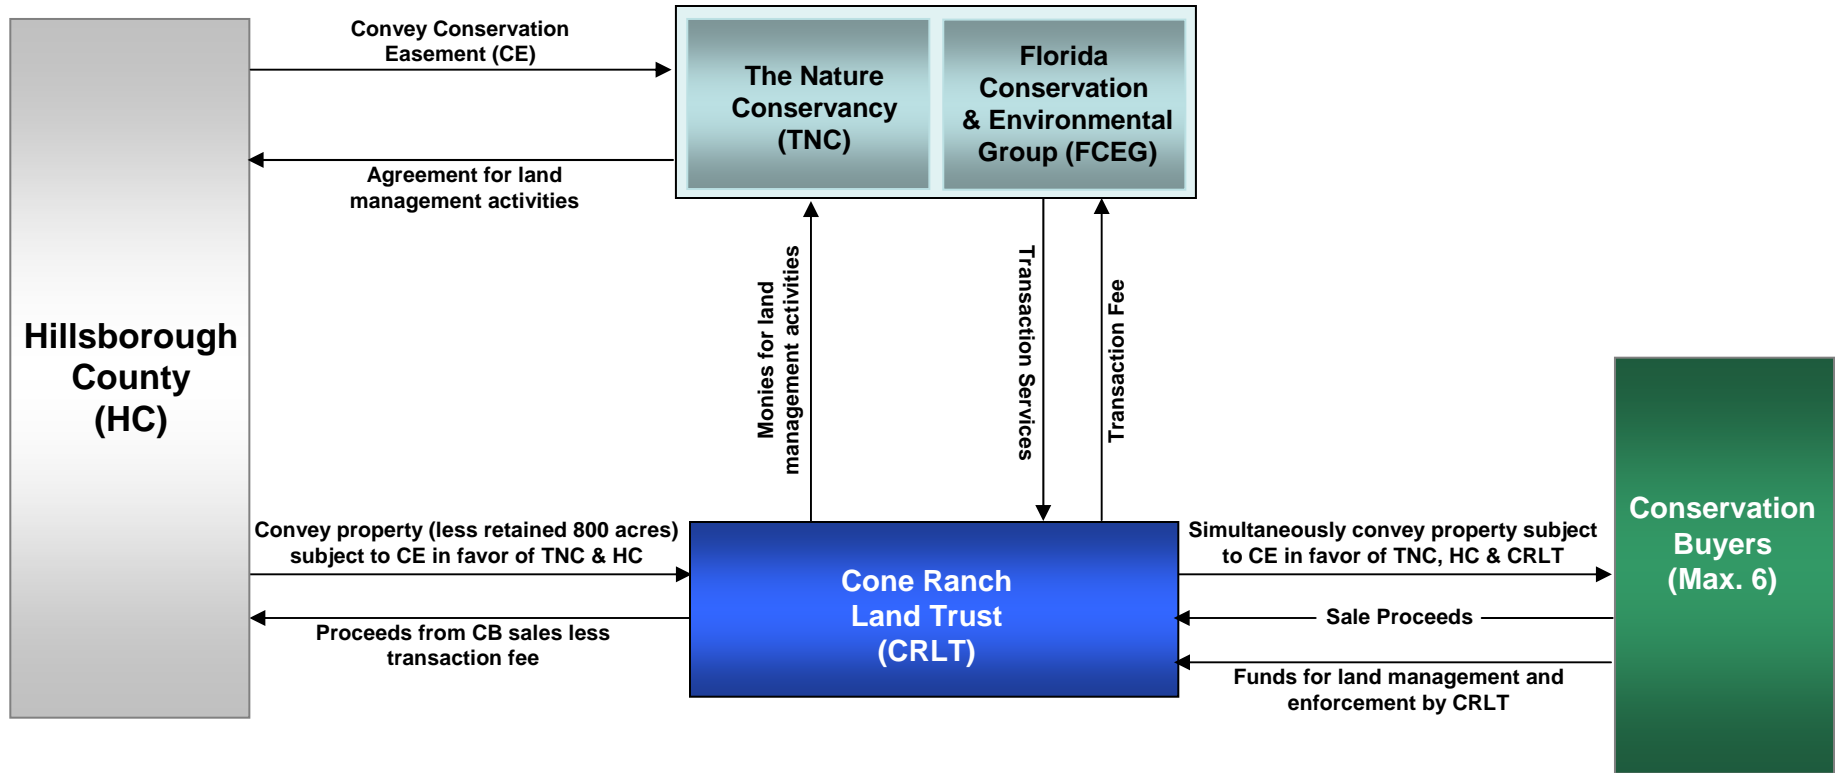 Convey Conservation
Easement (CE)
The Nature
Conservancy
(TNC)
Florida
Conservation
& Environmental
Group (FCEG)
Agreement for land
management activities
Monies for land
management activities
Transaction Services
Transaction Fee
Hillsborough
County
(HC)
Convey property (less retained 800 acres)
subject to CE in favor of TNC & HC
Proceeds from CB sales less
transaction fee
Cone Ranch
Land Trust
(CRLT)
Simultaneously convey property subject
to CE in favor of TNC, HC & CRLT
Sale Proceeds
Funds for land management and
enforcement by CRLT
Conservation
Buyers
(Max. 6)